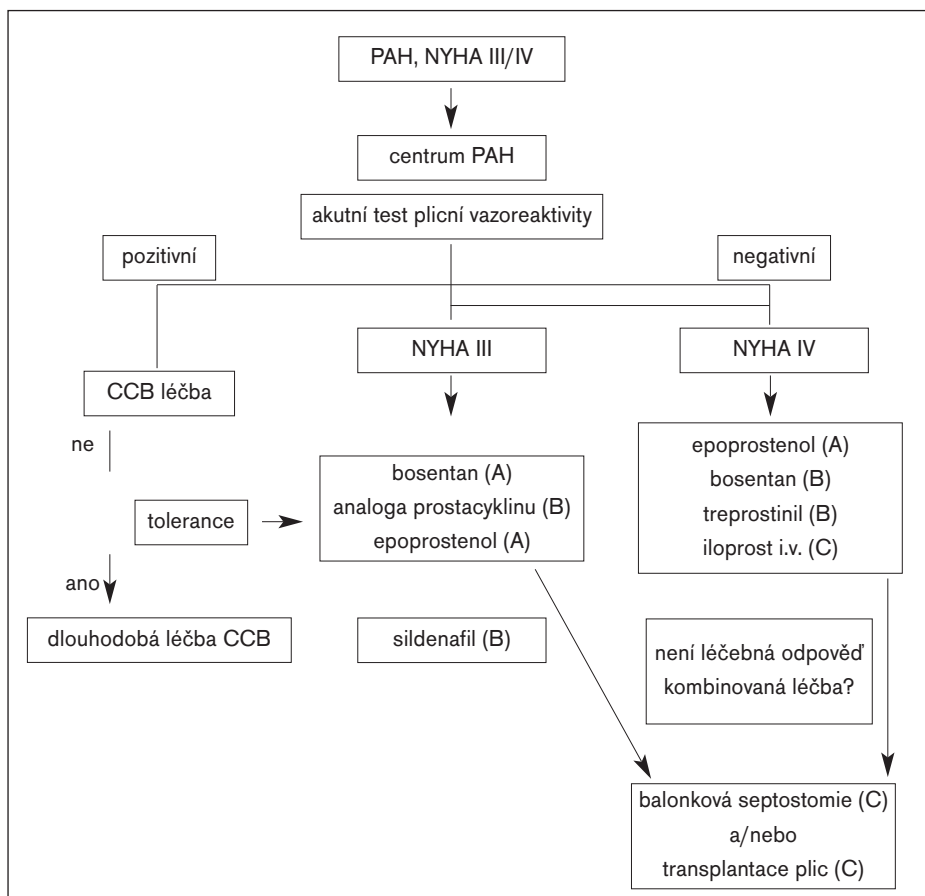 PAH, NYHA III/IV
centrum PAH
akutní test plicní vazoreaktivity
pozitivní
negativní
NYHA III
NYHA IV
CCB léčba
ne
tolerance
ano
dlouhodobá léčba CCB
bosentan (A)
analoga prostacyklinu (B)
epoprostenol (A)
sildenafil (B)
epoprostenol (A)
bosentan (B)
treprostinil (B)
iloprost i.v. (C)
není léčebná odpověď
kombinovaná léčba?
balonková septostomie (C)
a/nebo
transplantace plic (C)